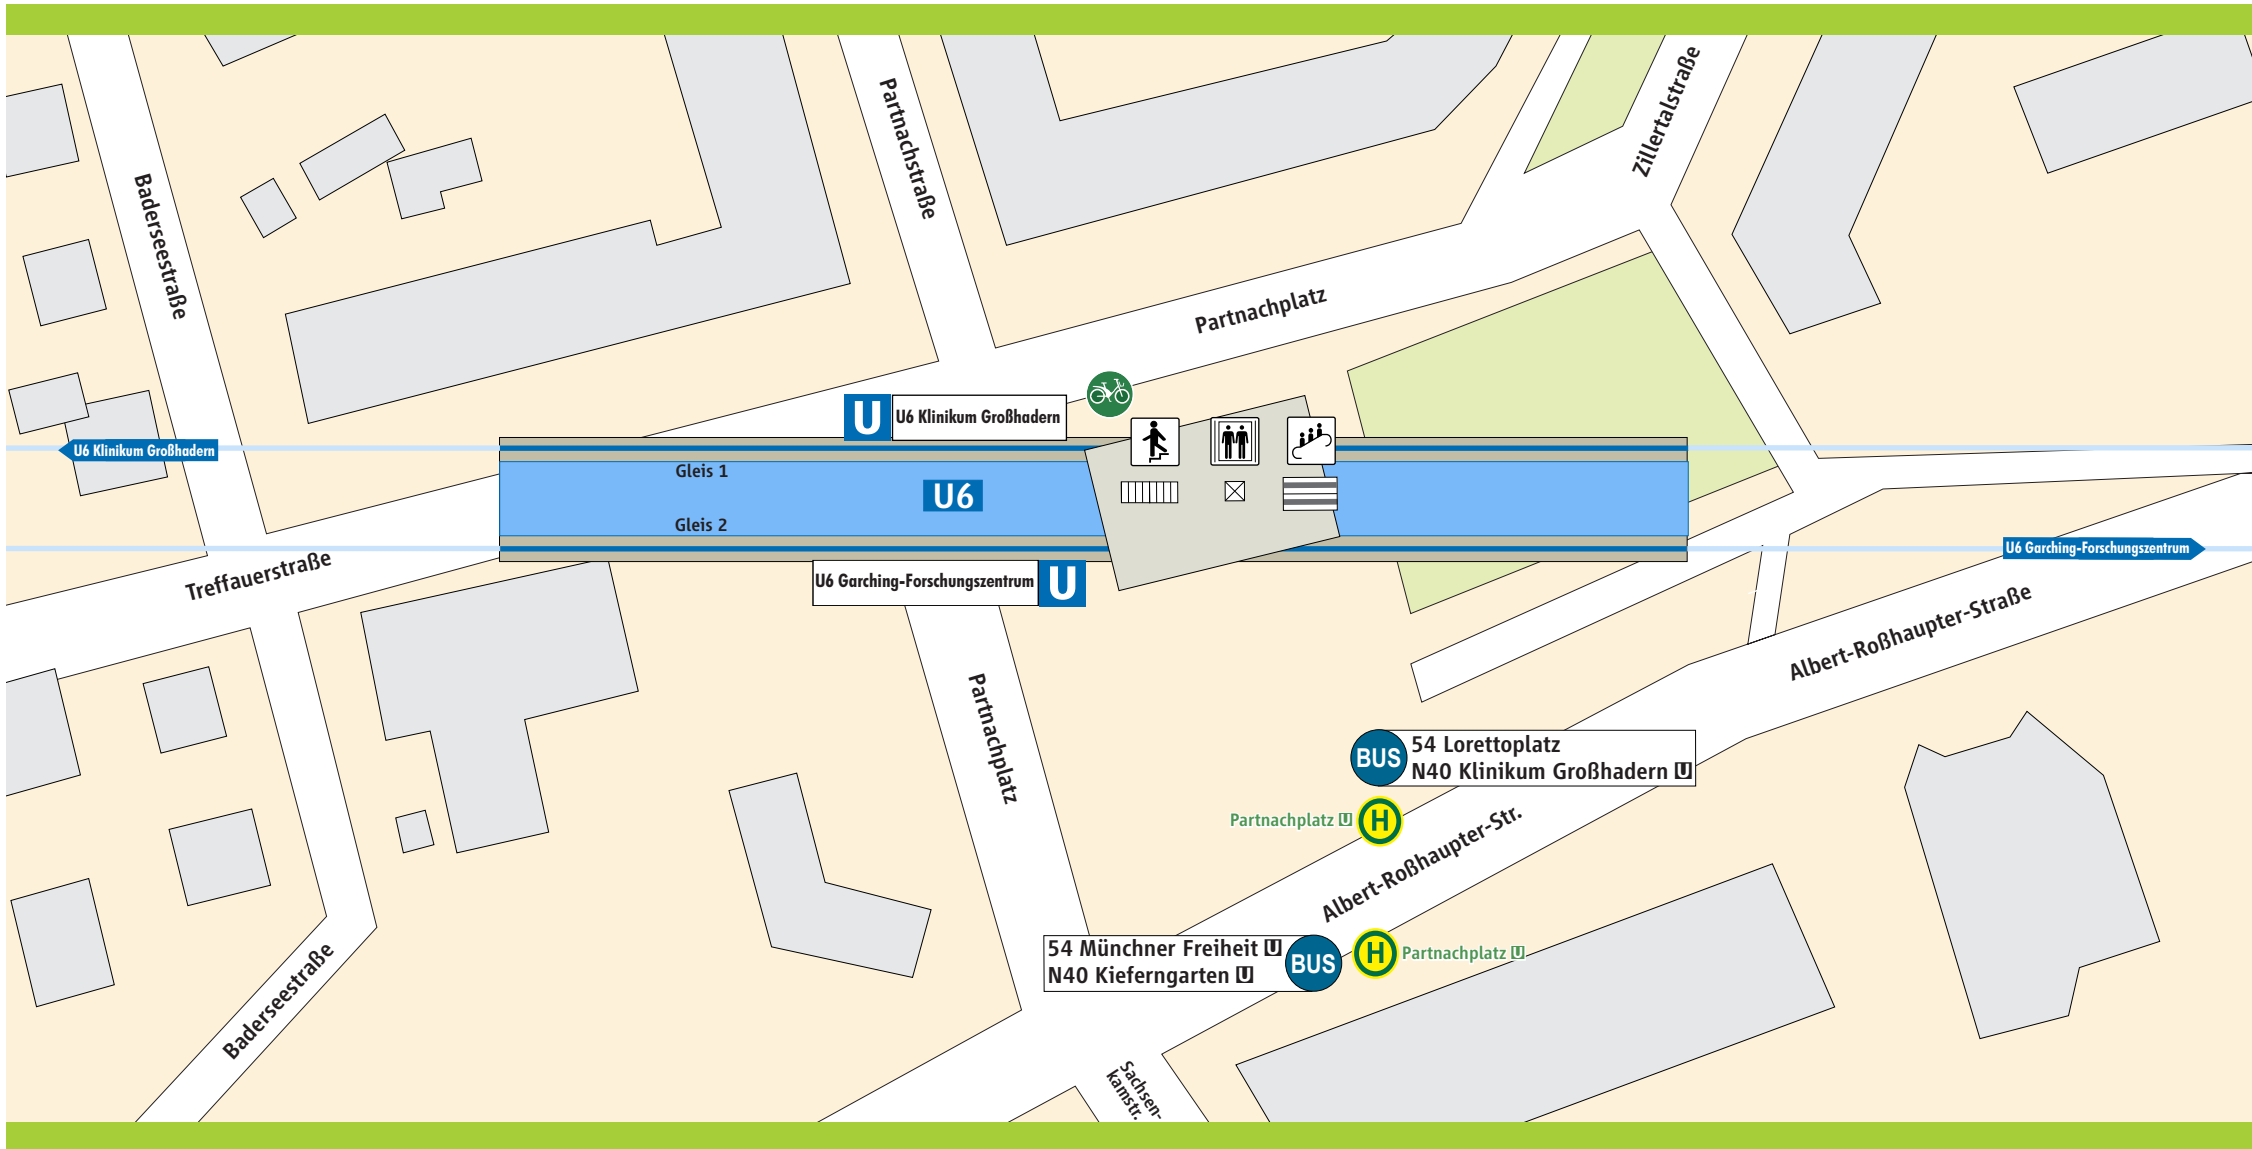 Partnachstraße
Zillertalstraße
Baderseestraße
Partnachplatz
U U6 Klinikum Großhadern
U6 Klinikum Großhadern
Gleis 1
U6
Gleis 2
U6 Garching-Forschungszentrum
Treffauerstraße
U6 Garching-Forschungszentrum U
Albert-Roßhaupter-Straße
Partnachplatz
BUS 54 Lorettoplatz
N40 Klinikum Großhadern U
Partnachplatz U H
Albert-Roßhaupter-Str.
54 Münchner Freiheit U
N40 Kieferngarten U BUS
H Partnachplatz U
Baderseestraße
Sachsen-
kamstr.